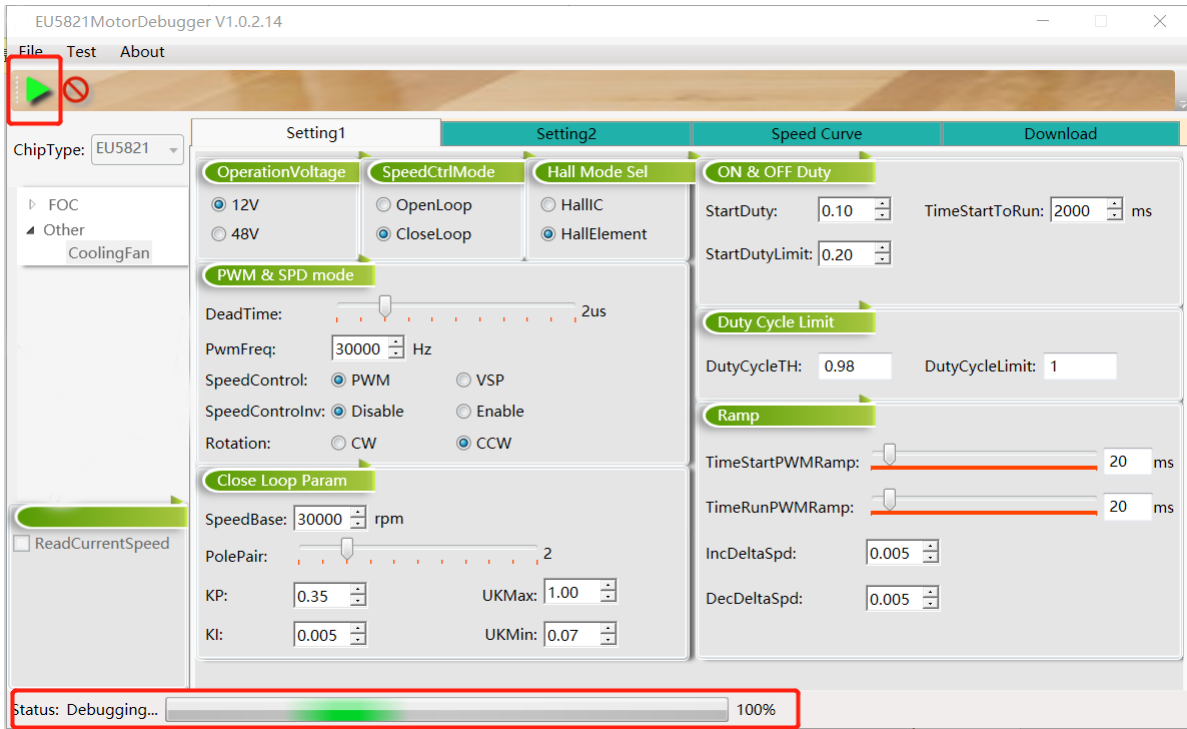 EU5821MotorDebugger V1.0.2.14
File Test About
ChipType: EU5821
FOC
Other
CoolingFan
ReadCurrentSpeed
Setting1 Setting2 Speed Curve Download
OperationVoltage
12V
48V
SpeedCtrlMode
OpenLoop
CloseLoop
Hall Mode Sel
HallIC
HallElement
PWM & SPD mode
DeadTime: 2us
PwmFreq: 30000 Hz
SpeedControl: PWM VSP
SpeedControInv: Disable Enable
Rotation: CW CCW
Close Loop Param
SpeedBase: 30000 rpm
PolePair: 2
KP: 0.35 UKMax: 1.00
KI: 0.005 UKMin: 0.07
ON & OFF Duty
StartDuty: 0.10 TimeStartToRun: 2000 ms
StartDutyLimit: 0.20
Duty Cycle Limit
DutyCycleTH: 0.98 DutyCycleLimit: 1
Ramp
TimeStartPWMRamp: 20 ms
TimeRunPWMRamp: 20 ms
IncDeltaSpd: 0.005
DecDeltaSpd: 0.005
Status: Debugging... 100%